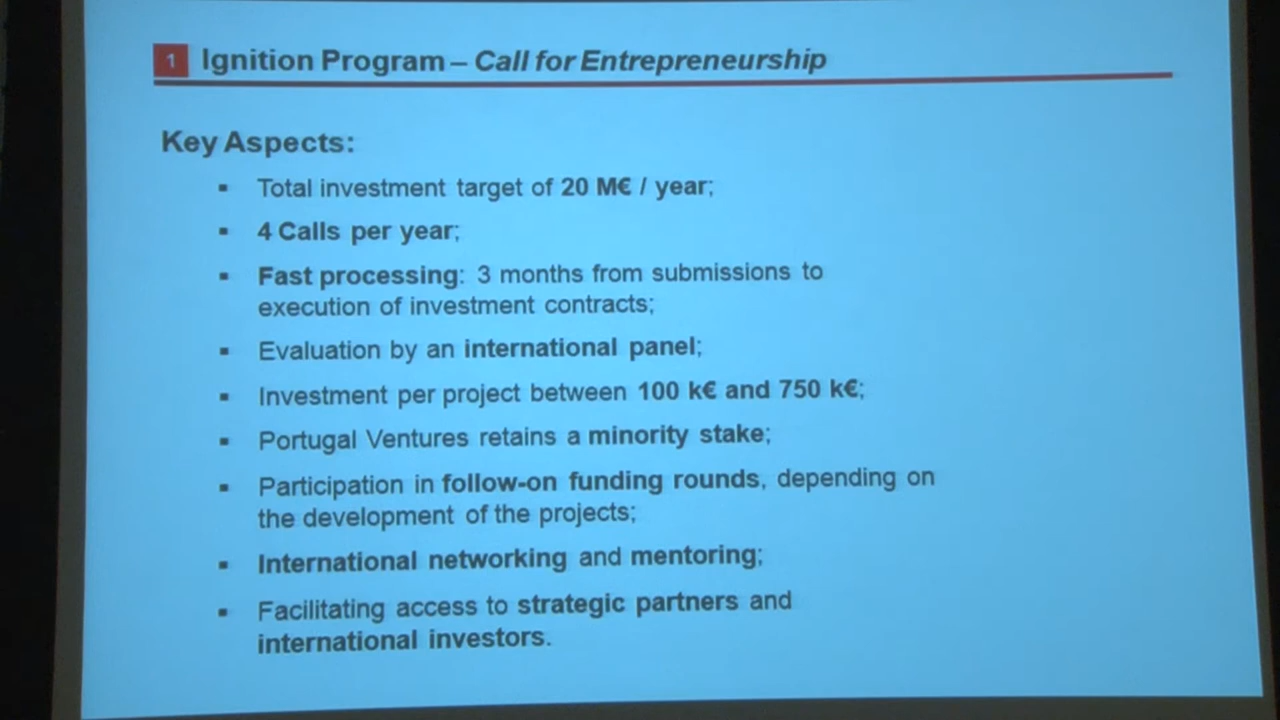 1 Ignition Program – Call for Entrepreneurship
Key Aspects:
▪ Total investment target of 20 M€ / year;
▪ 4 Calls per year;
▪ Fast processing: 3 months from submissions to
execution of investment contracts;
▪ Evaluation by an international panel;
▪ Investment per project between 100 k€ and 750 k€;
▪ Portugal Ventures retains a minority stake;
▪ Participation in follow-on funding rounds, depending on
the development of the projects;
▪ International networking and mentoring;
▪ Facilitating access to strategic partners and
international investors.